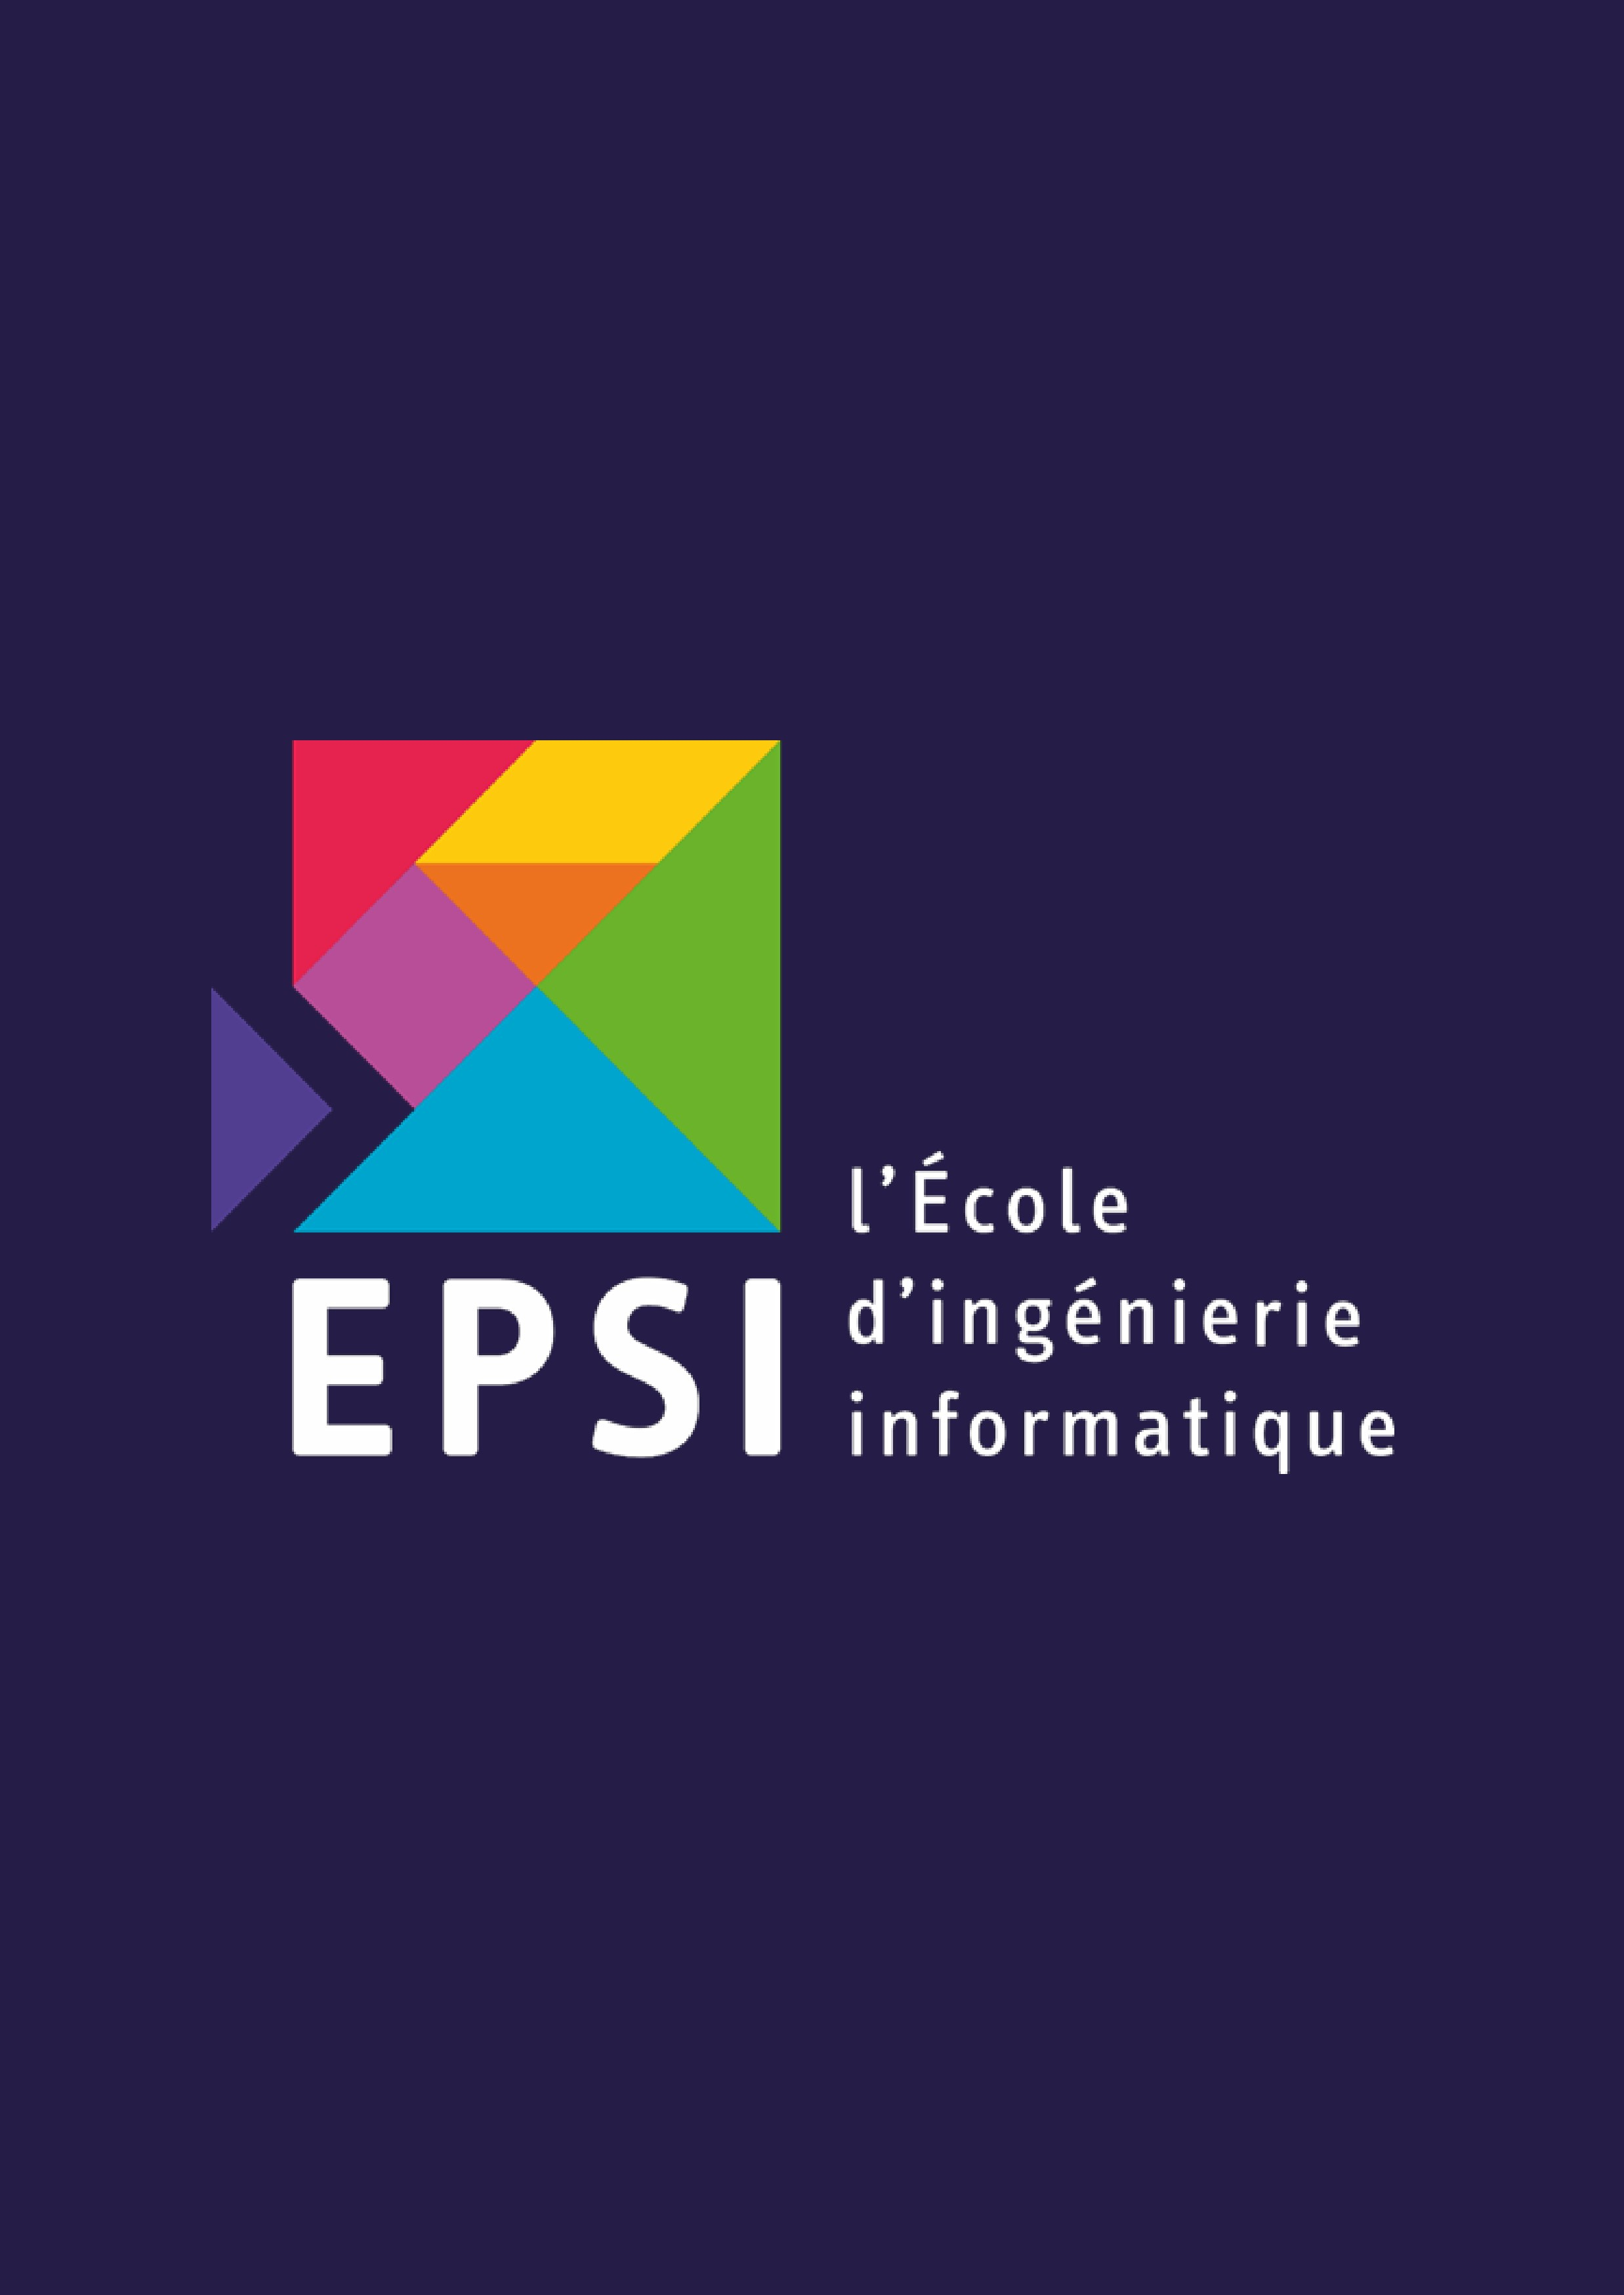 l’École
d’ingénierie
informatique
EPSI